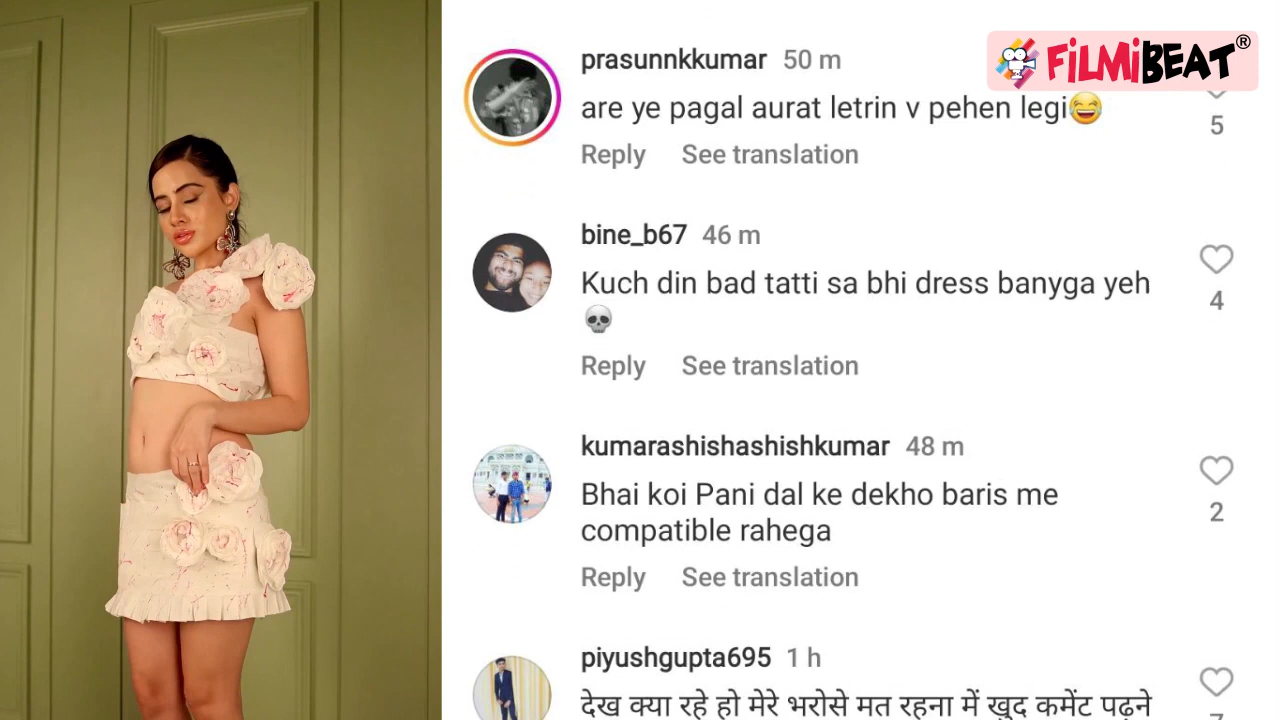 FiLMiBEAT®
prasunnkkumar 50 m
are ye pagal aurat letrin v pehen legi😂
5
Reply See translation
bine_b67 46 m
Kuch din bad tatti sa bhi dress banyga yeh
💀
4
Reply See translation
kumarashishashishkumar 48 m
Bhai koi Pani dal ke dekho baris me
compatible rahega
2
Reply See translation
piyushgupta695 1 h
देख क्या रहे हो मेरे भरोसे मत रहना में खुद कमेंट पढ़ने